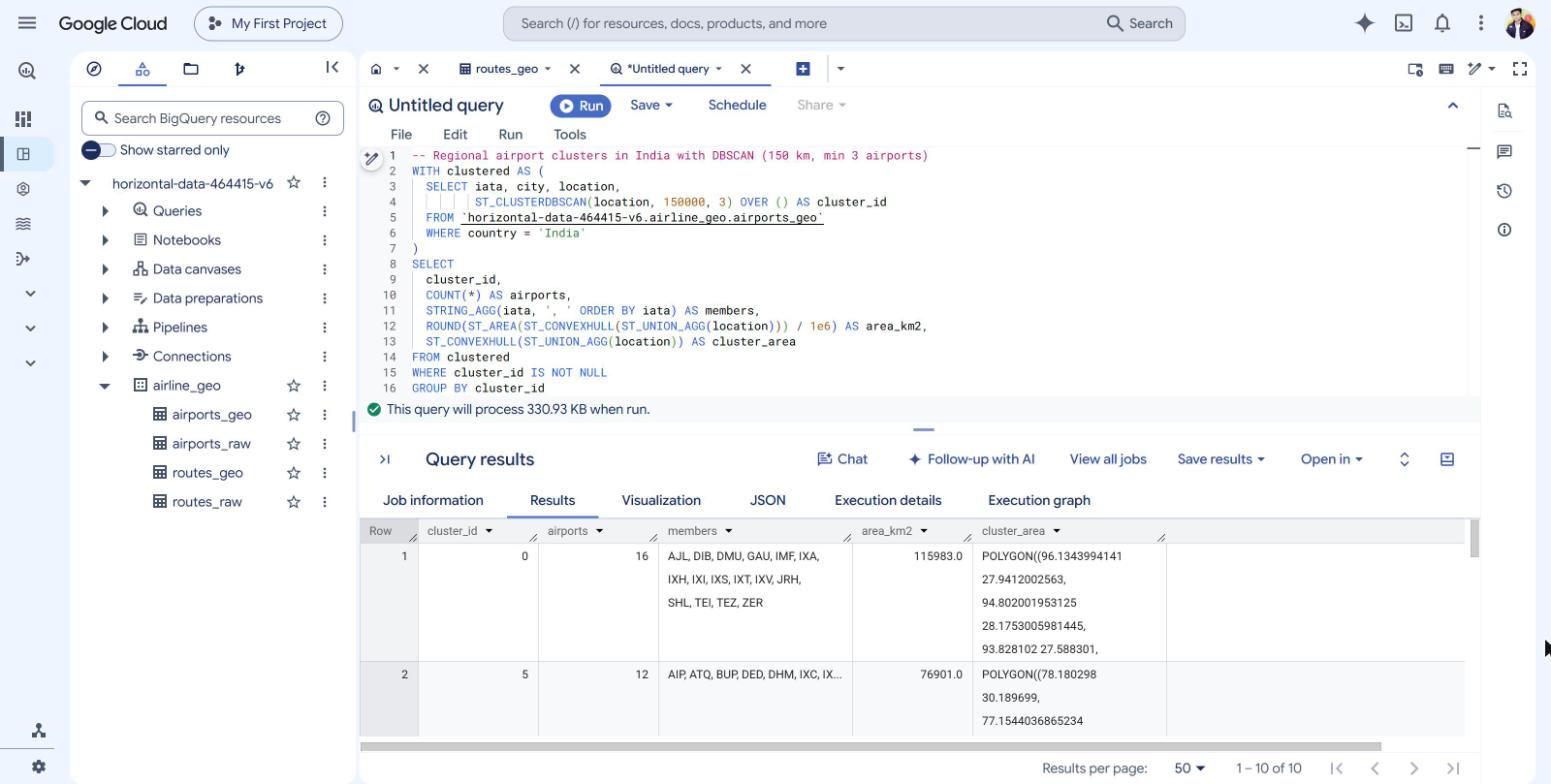 Google Cloud
My First Project
Search (/) for resources, docs, products, and more
Search
routes_geo
*Untitled query
Search BigQuery resources
Show starred only
horizontal-data-464415-v6
Queries
Notebooks
Data canvases
Data preparations
Pipelines
Connections
airline_geo
airports_geo
airports_raw
routes_geo
routes_raw
Untitled query
Run
Save
Schedule
Share
File Edit Run Tools
1 -- Regional airport clusters in India with DBSCAN (150 km, min 3 airports)
2 WITH clustered AS (
3 SELECT iata, city, location,
4 ST_CLUSTERDBSCAN(location, 150000, 3) OVER () AS cluster_id
5 FROM `horizontal-data-464415-v6.airline_geo.airports_geo`
6 WHERE country = 'India'
7 )
8 SELECT
9 cluster_id,
10 COUNT(*) AS airports,
11 STRING_AGG(iata, ', ' ORDER BY iata) AS members,
12 ROUND(ST_AREA(ST_CONVEXHULL(ST_UNION_AGG(location))) / 1e6) AS area_km2,
13 ST_CONVEXHULL(ST_UNION_AGG(location)) AS cluster_area
14 FROM clustered
15 WHERE cluster_id IS NOT NULL
16 GROUP BY cluster_id
This query will process 330.93 KB when run.
Query results
Chat
Follow-up with AI
View all jobs
Save results
Open in
Job information Results Visualization JSON Execution details Execution graph
Row cluster_id airports members area_km2 cluster_area
1 0 16 AJL, DIB, DMU, GAU, IMF, IXA, 115983.0 POLYGON((96.1343994141
IXH, IXI, IXS, IXT, IXV, JRH, 27.9412002563,
SHL, TEI, TEZ, ZER 94.802001953125
28.1753005981445,
93.828102 27.588301,
2 5 12 AIP, ATQ, BUP, DED, DHM, IXC, IX... 76901.0 POLYGON((78.180298
30.189699,
77.1544036865234
Results per page: 50 1 – 10 of 10